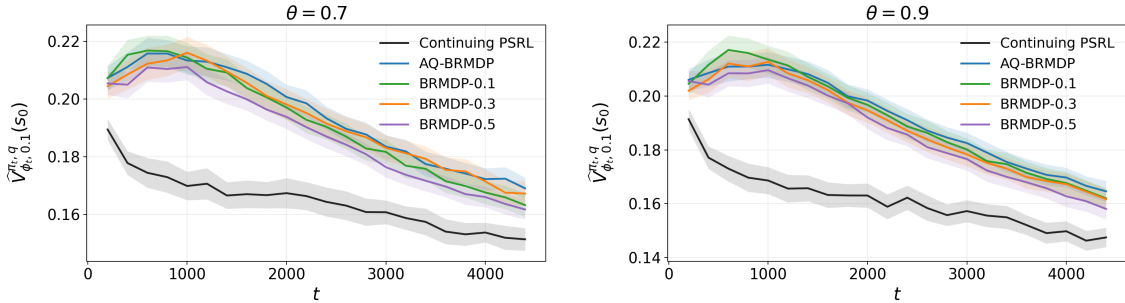 θ = 0.7
0.22
0.20
0.18
0.16
0 1000 2000 3000 4000
t
V̂^{π_t, q}_{ϕ_t, 0.1}(s_0)
Continuing PSRL
AQ-BRMDP
BRMDP-0.1
BRMDP-0.3
BRMDP-0.5
θ = 0.9
0.22
0.20
0.18
0.16
0.14
0 1000 2000 3000 4000
t
V̂^{π_t, q}_{ϕ_t, 0.1}(s_0)
Continuing PSRL
AQ-BRMDP
BRMDP-0.1
BRMDP-0.3
BRMDP-0.5